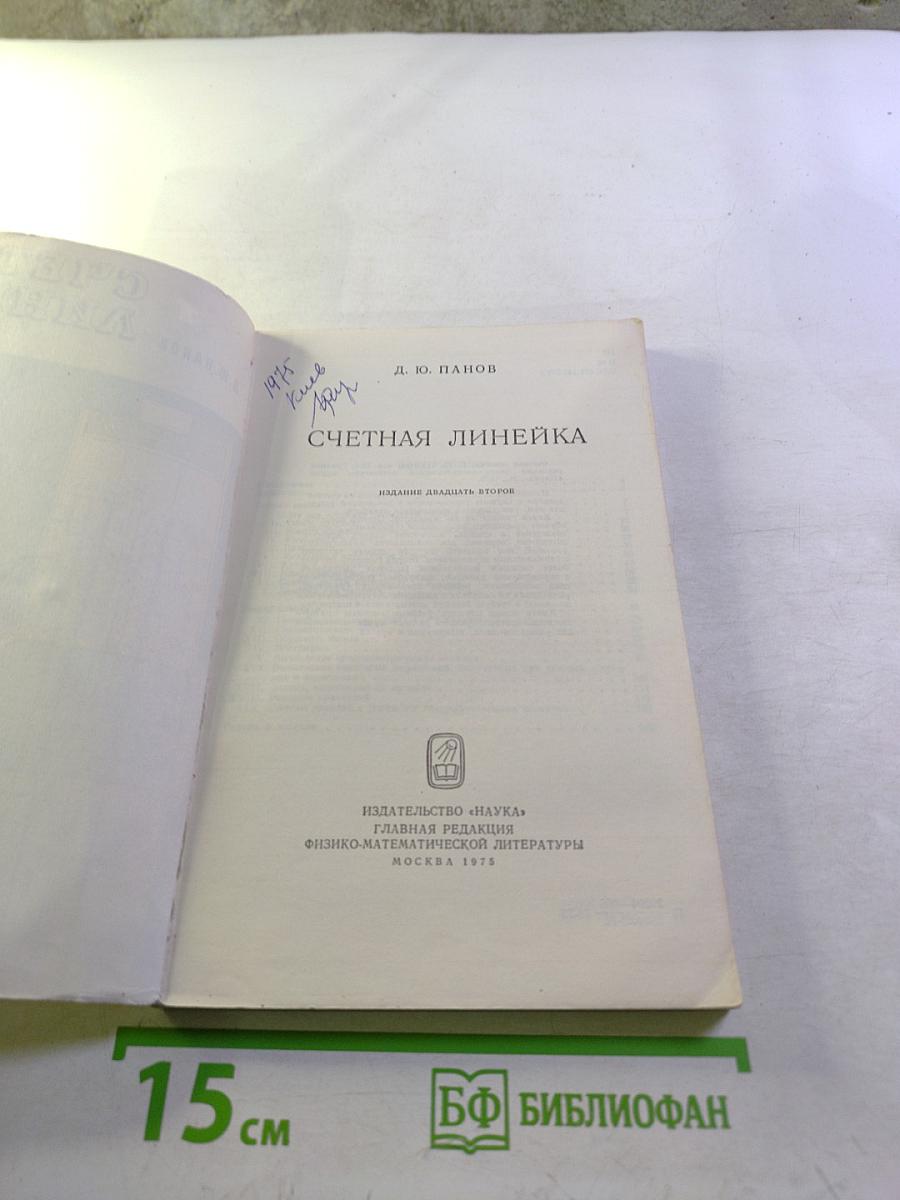 Д. Ю. ПАНОВ
1975
Киев
СЧЕТНАЯ ЛИНЕЙКА
ИЗДАНИЕ ДВАДЦАТЬ ВТОРОЕ
ИЗДАТЕЛЬСТВО «НАУКА»
ГЛАВНАЯ РЕДАКЦИЯ
ФИЗИКО-МАТЕМАТИЧЕСКОЙ ЛИТЕРАТУРЫ
МОСКВА 1975
15 см
БФ БИБЛИОФАН